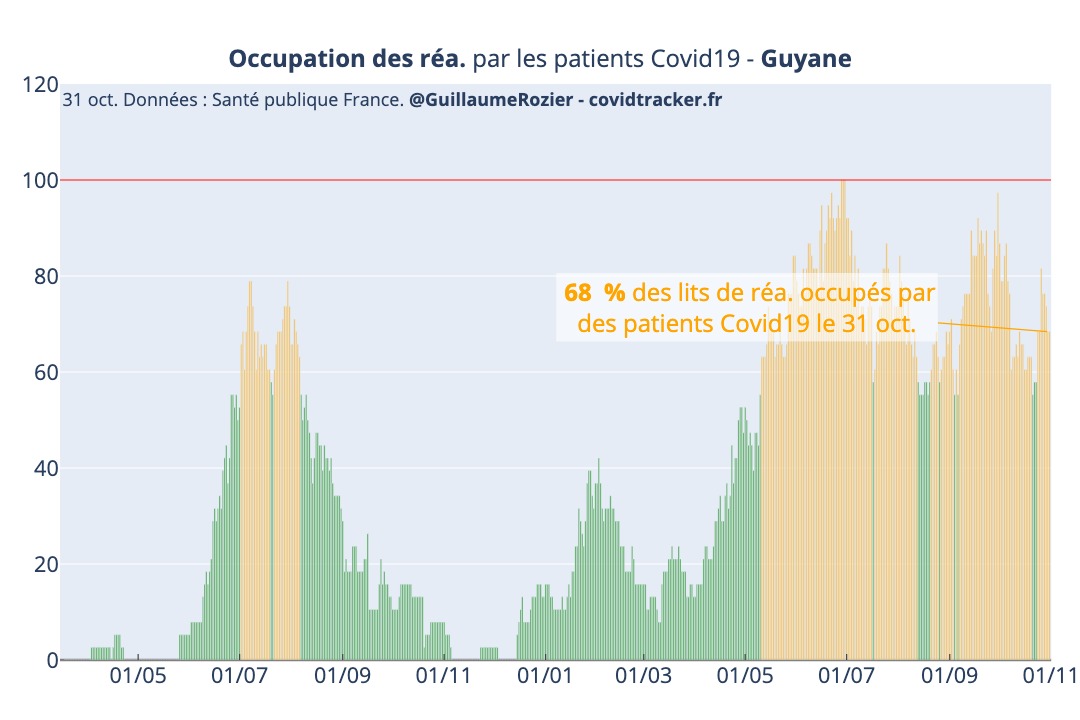 Occupation des réa. par les patients Covid19 - Guyane
120
31 oct. Données : Santé publique France. @GuillaumeRozier - covidtracker.fr
100
80
68 % des lits de réa. occupés par
des patients Covid19 le 31 oct.
60
40
20
0
01/05 01/07 01/09 01/11 01/01 01/03 01/05 01/07 01/09 01/11